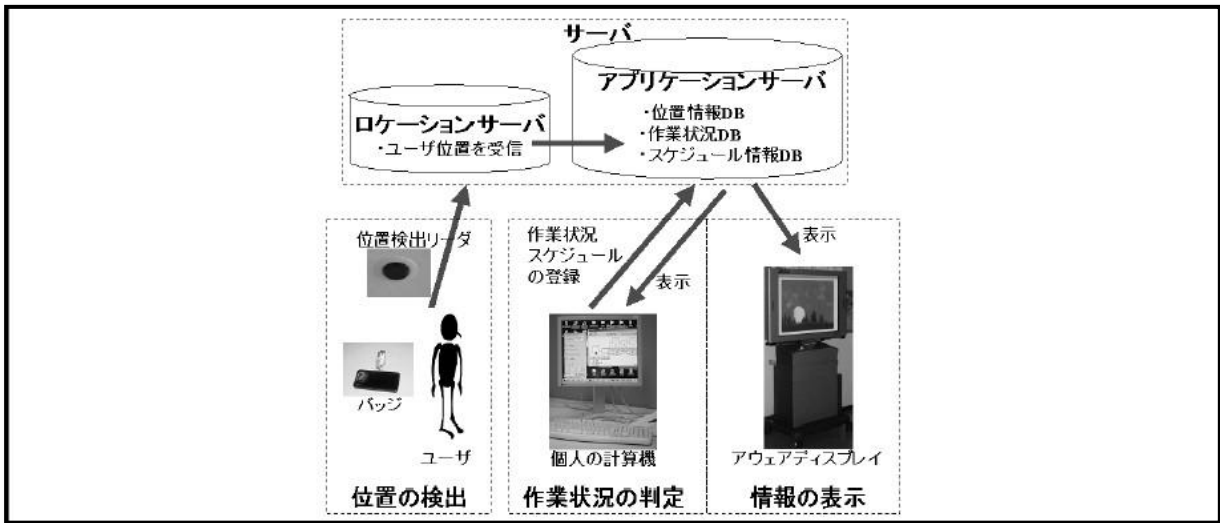 サーバ
アプリケーションサーバ
・位置情報DB
・作業状況DB
・スケジュール情報DB
ロケーションサーバ
・ユーザ位置を受信
位置検出リーダ
バッジ
ユーザ
位置の検出
作業状況
スケジュール
の登録
表示
個人の計算機
作業状況の判定
表示
アウェアディスプレイ
情報の表示